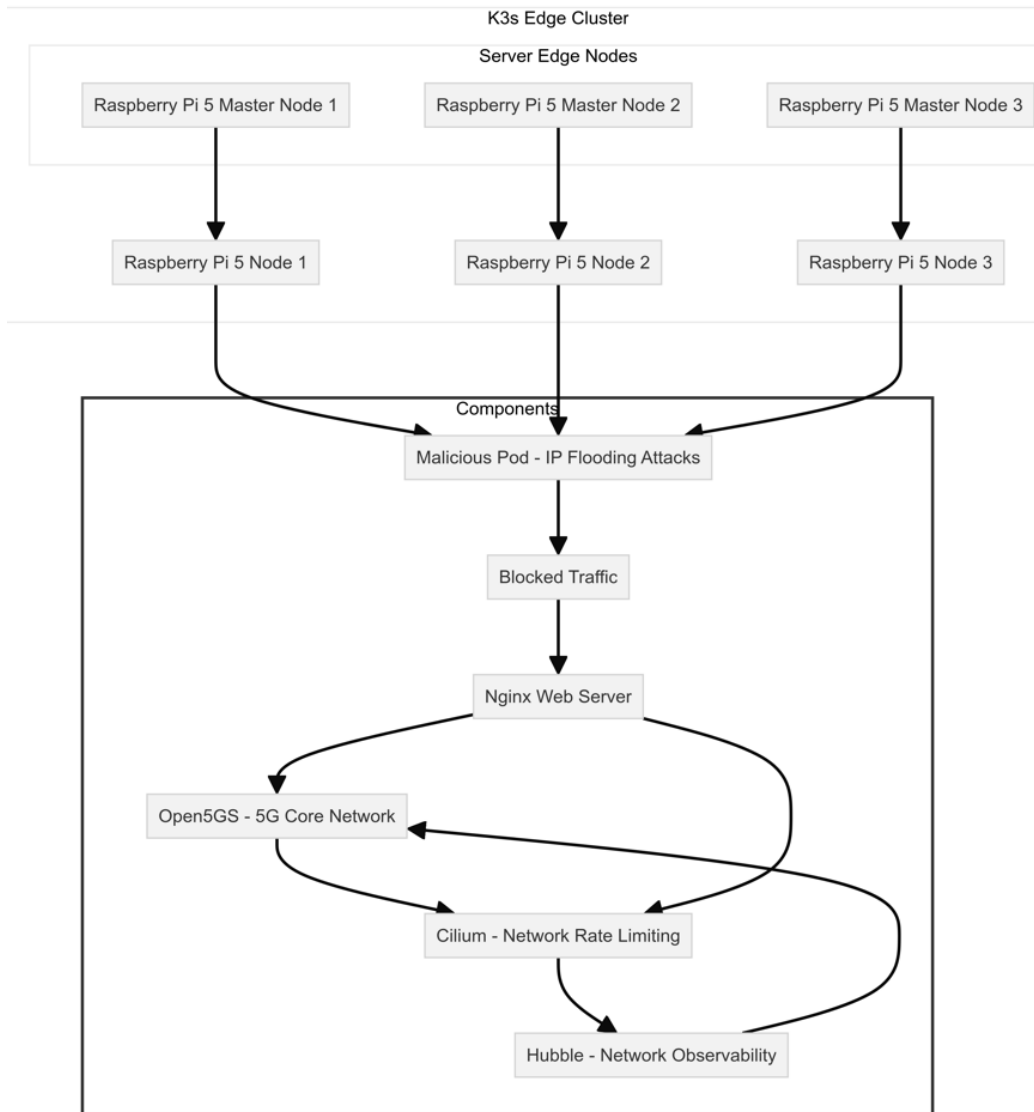 K3s Edge Cluster
Server Edge Nodes
Raspberry Pi 5 Master Node 1
Raspberry Pi 5 Master Node 2
Raspberry Pi 5 Master Node 3
Raspberry Pi 5 Node 1
Raspberry Pi 5 Node 2
Raspberry Pi 5 Node 3
Components
Malicious Pod - IP Flooding Attacks
Blocked Traffic
Nginx Web Server
Open5GS - 5G Core Network
Cilium - Network Rate Limiting
Hubble - Network Observability